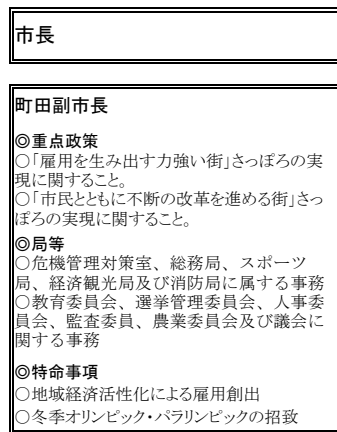 市長
町田副市長
◎重点政策
○「雇用を生み出す力強い街」さっぽろの実
現に関すること。
○「市民とともに不断の改革を進める街」さっ
ぽろの実現に関すること。
◎局等
○危機管理対策室、総務局、スポーツ
局、経済観光局及び消防局に属する事務
○教育委員会、選挙管理委員会、人事委
員会、監査委員、農業委員会及び議会に
関する事務
◎特命事項
○地域経済活性化による雇用創出
○冬季オリンピック・パラリンピックの招致